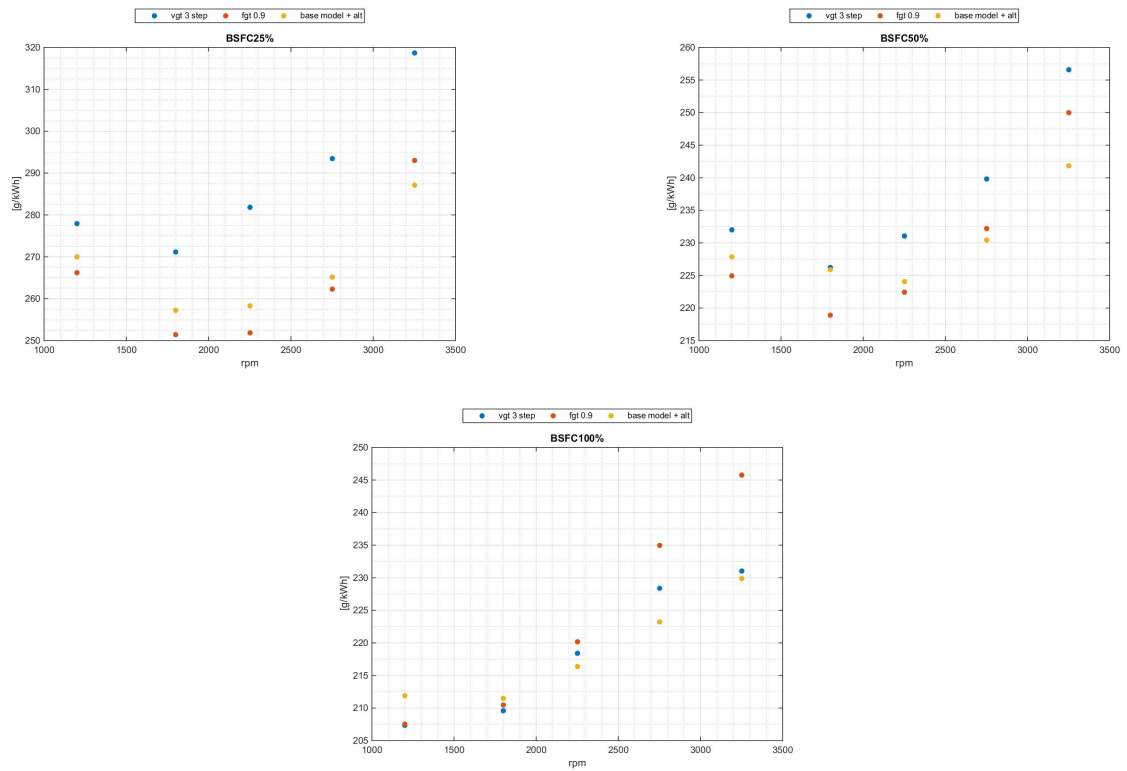 vgt 3 step fgt 0.9 base model + alt
BSFC25%
320
310
300
290
280
270
260
250
[g/kWh]
1000 1500 2000 2500 3000 3500
rpm
vgt 3 step fgt 0.9 base model + alt
BSFC50%
260
255
250
245
240
235
230
225
220
215
[g/kWh]
1000 1500 2000 2500 3000 3500
rpm
vgt 3 step fgt 0.9 base model + alt
BSFC100%
250
245
240
235
230
225
220
215
210
205
[g/kWh]
1000 1500 2000 2500 3000 3500
rpm